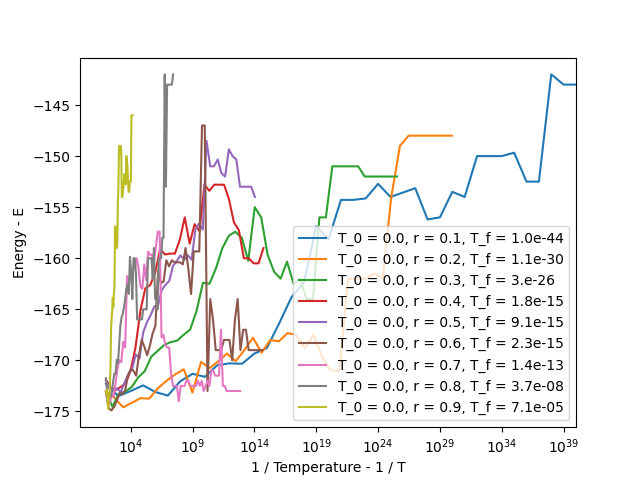 Energy - E
−145
−150
−155
−160
−165
−170
−175
10^4
10^9
10^14
10^19
10^24
10^29
10^34
10^39
1 / Temperature - 1 / T
T_0 = 0.0, r = 0.1, T_f = 1.0e-44
T_0 = 0.0, r = 0.2, T_f = 1.1e-30
T_0 = 0.0, r = 0.3, T_f = 3.e-26
T_0 = 0.0, r = 0.4, T_f = 1.8e-15
T_0 = 0.0, r = 0.5, T_f = 9.1e-15
T_0 = 0.0, r = 0.6, T_f = 2.3e-15
T_0 = 0.0, r = 0.7, T_f = 1.4e-13
T_0 = 0.0, r = 0.8, T_f = 3.7e-08
T_0 = 0.0, r = 0.9, T_f = 7.1e-05